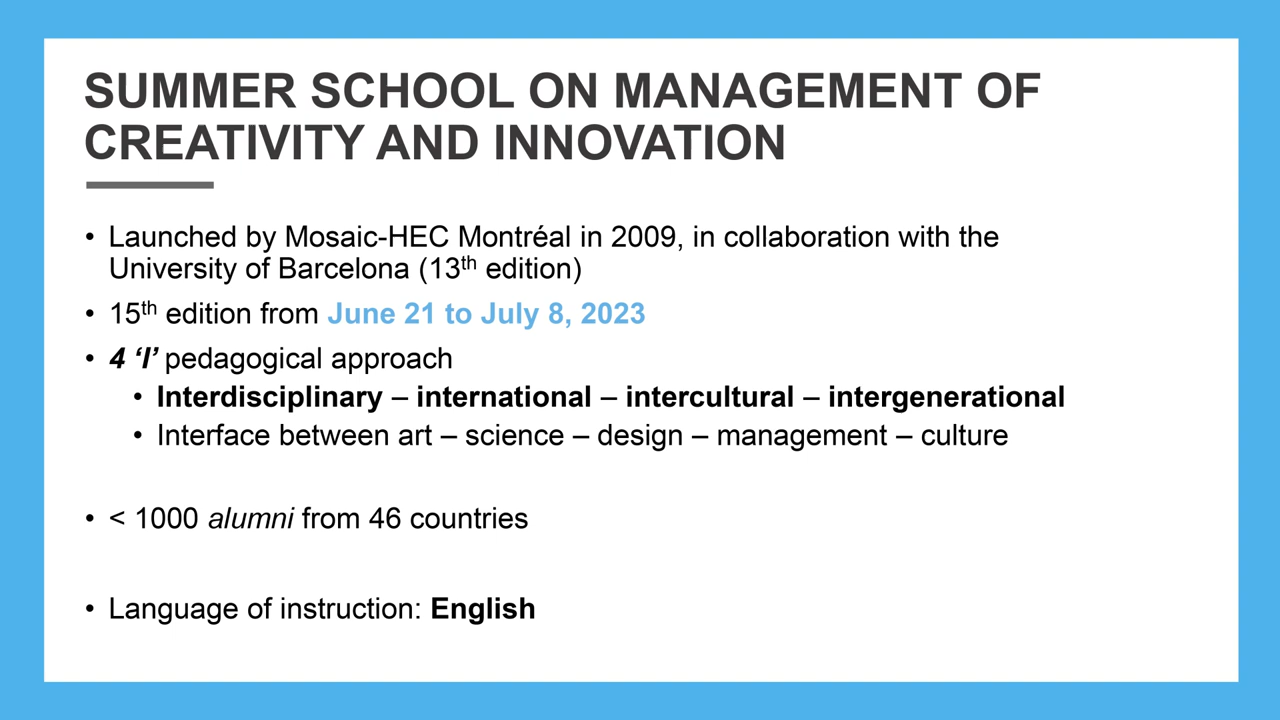 SUMMER SCHOOL ON MANAGEMENT OF
CREATIVITY AND INNOVATION
• Launched by Mosaic-HEC Montréal in 2009, in collaboration with the
University of Barcelona (13th edition)
• 15th edition from June 21 to July 8, 2023
• 4 ‘I’ pedagogical approach
• Interdisciplinary – international – intercultural – intergenerational
• Interface between art – science – design – management – culture
• < 1000 alumni from 46 countries
• Language of instruction: English